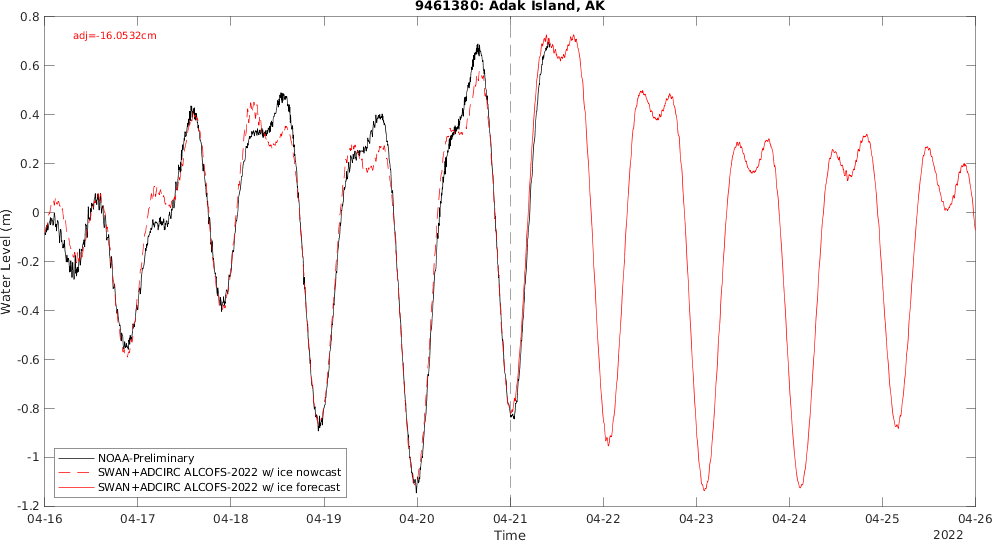 9461380: Adak Island, AK
adj=-16.0532cm
Water Level (m)
0.8
0.6
0.4
0.2
0
-0.2
-0.4
-0.6
-0.8
-1
-1.2
NOAA-Preliminary
SWAN+ADCIRC ALCOFS-2022 w/ ice nowcast
SWAN+ADCIRC ALCOFS-2022 w/ ice forecast
04-16 04-17 04-18 04-19 04-20 04-21 04-22 04-23 04-24 04-25 04-26
Time
2022